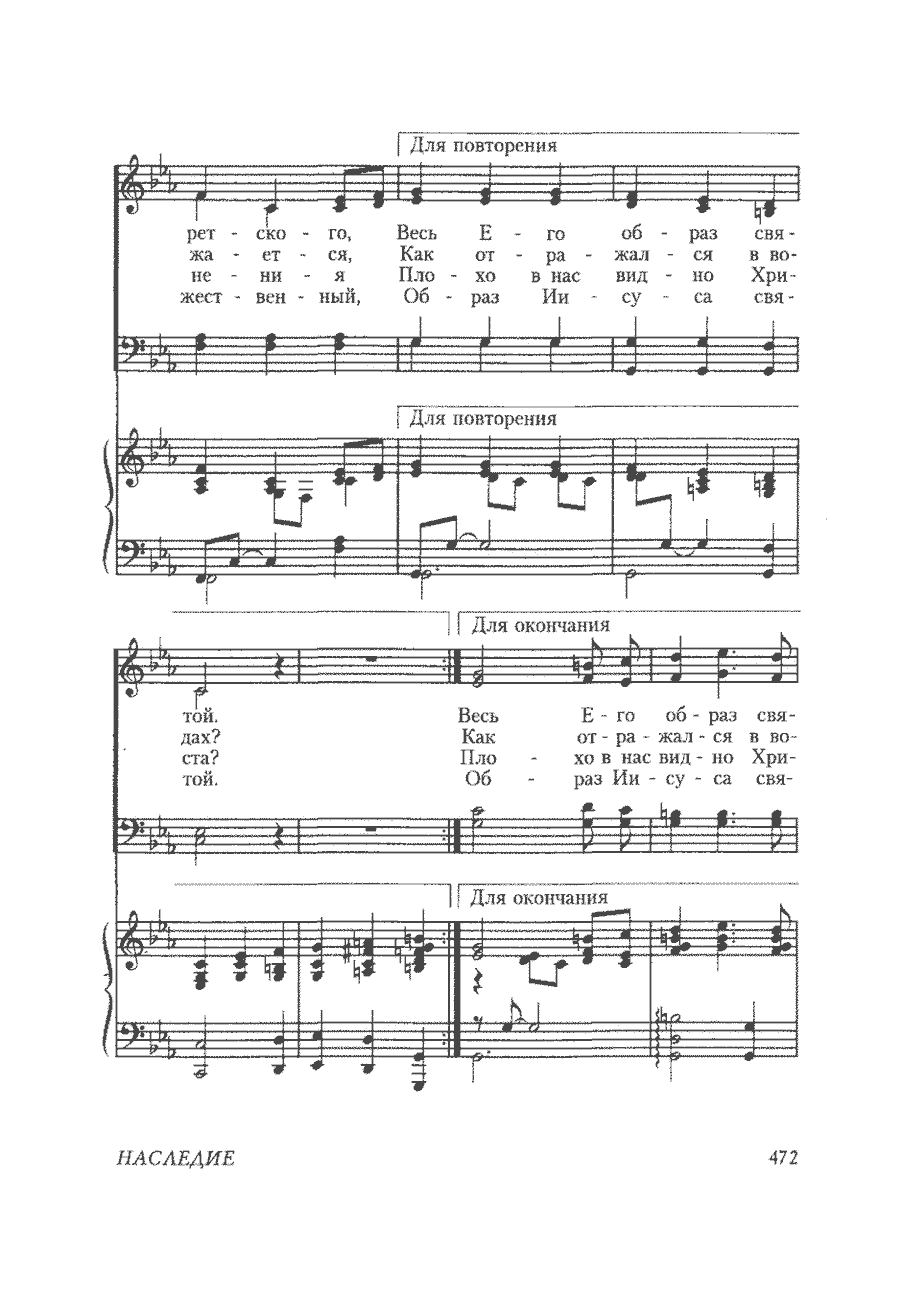 Для повторения
рет - ско - го, Весь Е - го об - раз свя -
жа - ет - ся, Как от - ра - жал - ся в во-
не - ни - я Пло - хо в нас вид - но Хри-
жест - вен - ный, Об - раз Ии - су - са свя -
Для повторения
Для окончания
той. Весь Е - го об - раз свя-
дах? Как от - ра - жал - ся в во-
ста? Пло - хо в нас вид - но Хри-
той. Об - раз Ии - су - са свя-
Для окончания
НАСЛЕДИЕ 472